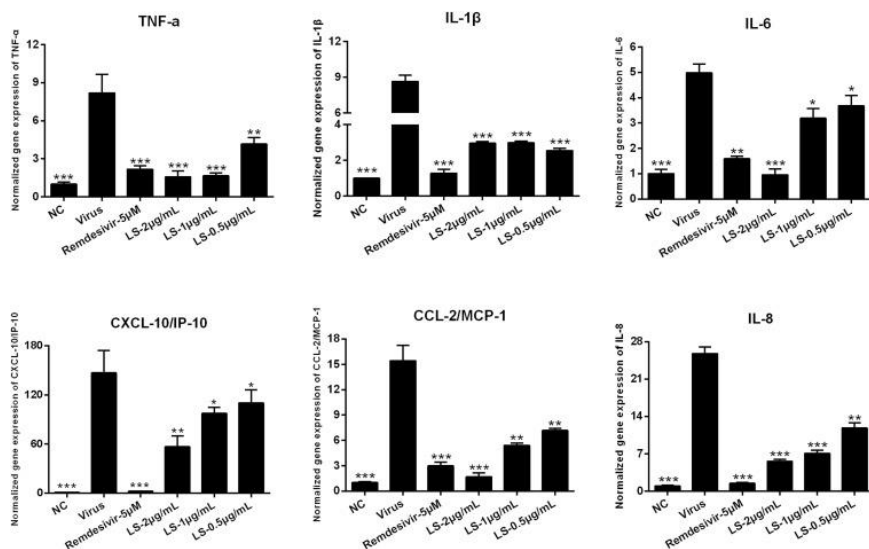 TNF-a
Normalized gene expression of TNF-α
12
9
6
3
0
***
***
***
***
**
NC
Virus
Remdesivir-5μM
LS-2μg/mL
LS-1μg/mL
LS-0.5μg/mL
IL-1β
Normalized gene expression of IL-1β
12
9
6
4
2
0
***
***
***
***
***
NC
Virus
Remdesivir-5μM
LS-2μg/mL
LS-1μg/mL
LS-0.5μg/mL
IL-6
Normalized gene expression of IL-6
6
5
4
3
2
1
0
***
**
***
*
*
NC
Virus
Remdesivir-5μM
LS-2μg/mL
LS-1μg/mL
LS-0.5μg/mL
CXCL-10/IP-10
Normalized gene expression of CXCL-10/IP-10
180
120
60
0
***
***
**
*
*
NC
Virus
Remdesivir-5μM
LS-2μg/mL
LS-1μg/mL
LS-0.5μg/mL
CCL-2/MCP-1
Normalized gene expression of CCL-2/MCP-1
18
15
12
9
6
3
0
***
***
***
**
**
NC
Virus
Remdesivir-5μM
LS-2μg/mL
LS-1μg/mL
LS-0.5μg/mL
IL-8
Normalized gene expression of IL-8
28
21
14
7
0
***
***
***
***
**
NC
Virus
Remdesivir-5μM
LS-2μg/mL
LS-1μg/mL
LS-0.5μg/mL